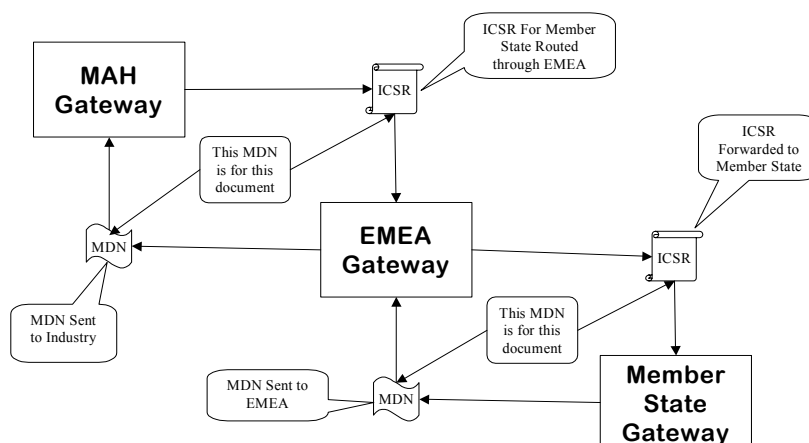 ICSR For Member
State Routed
through EMEA
MAH
Gateway
ICSR
This MDN
is for this
document
ICSR
Forwarded to
Member State
MDN
EMEA
Gateway
ICSR
MDN Sent
to Industry
This MDN
is for this
document
MDN Sent to
EMEA
MDN
Member
State
Gateway